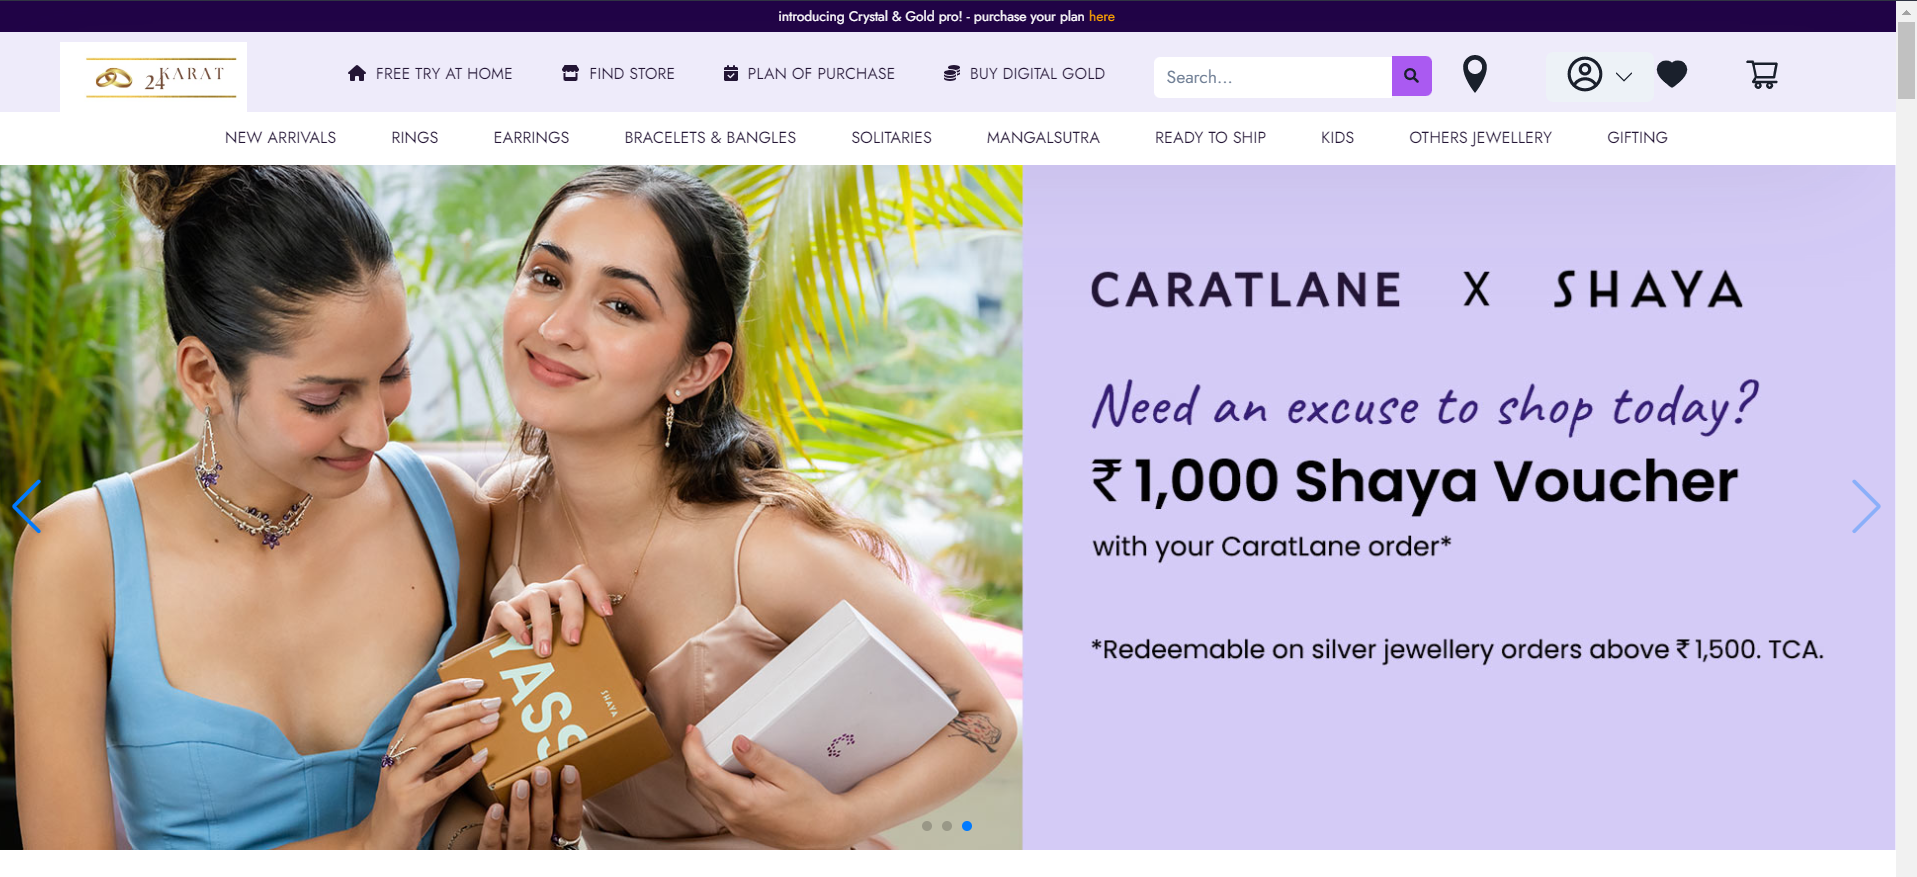 introducing Crystal & Gold pro! - purchase your plan here
24 KARAT
FREE TRY AT HOME
FIND STORE
PLAN OF PURCHASE
BUY DIGITAL GOLD
Search...
NEW ARRIVALS
RINGS
EARRINGS
BRACELETS & BANGLES
SOLITARIES
MANGALSUTRA
READY TO SHIP
KIDS
OTHERS JEWELLERY
GIFTING
CARATLANE X SHAYA
Need an excuse to shop today?
₹1,000 Shaya Voucher
with your CaratLane order*
*Redeemable on silver jewellery orders above ₹1,500. TCA.
YASS
SHAYA